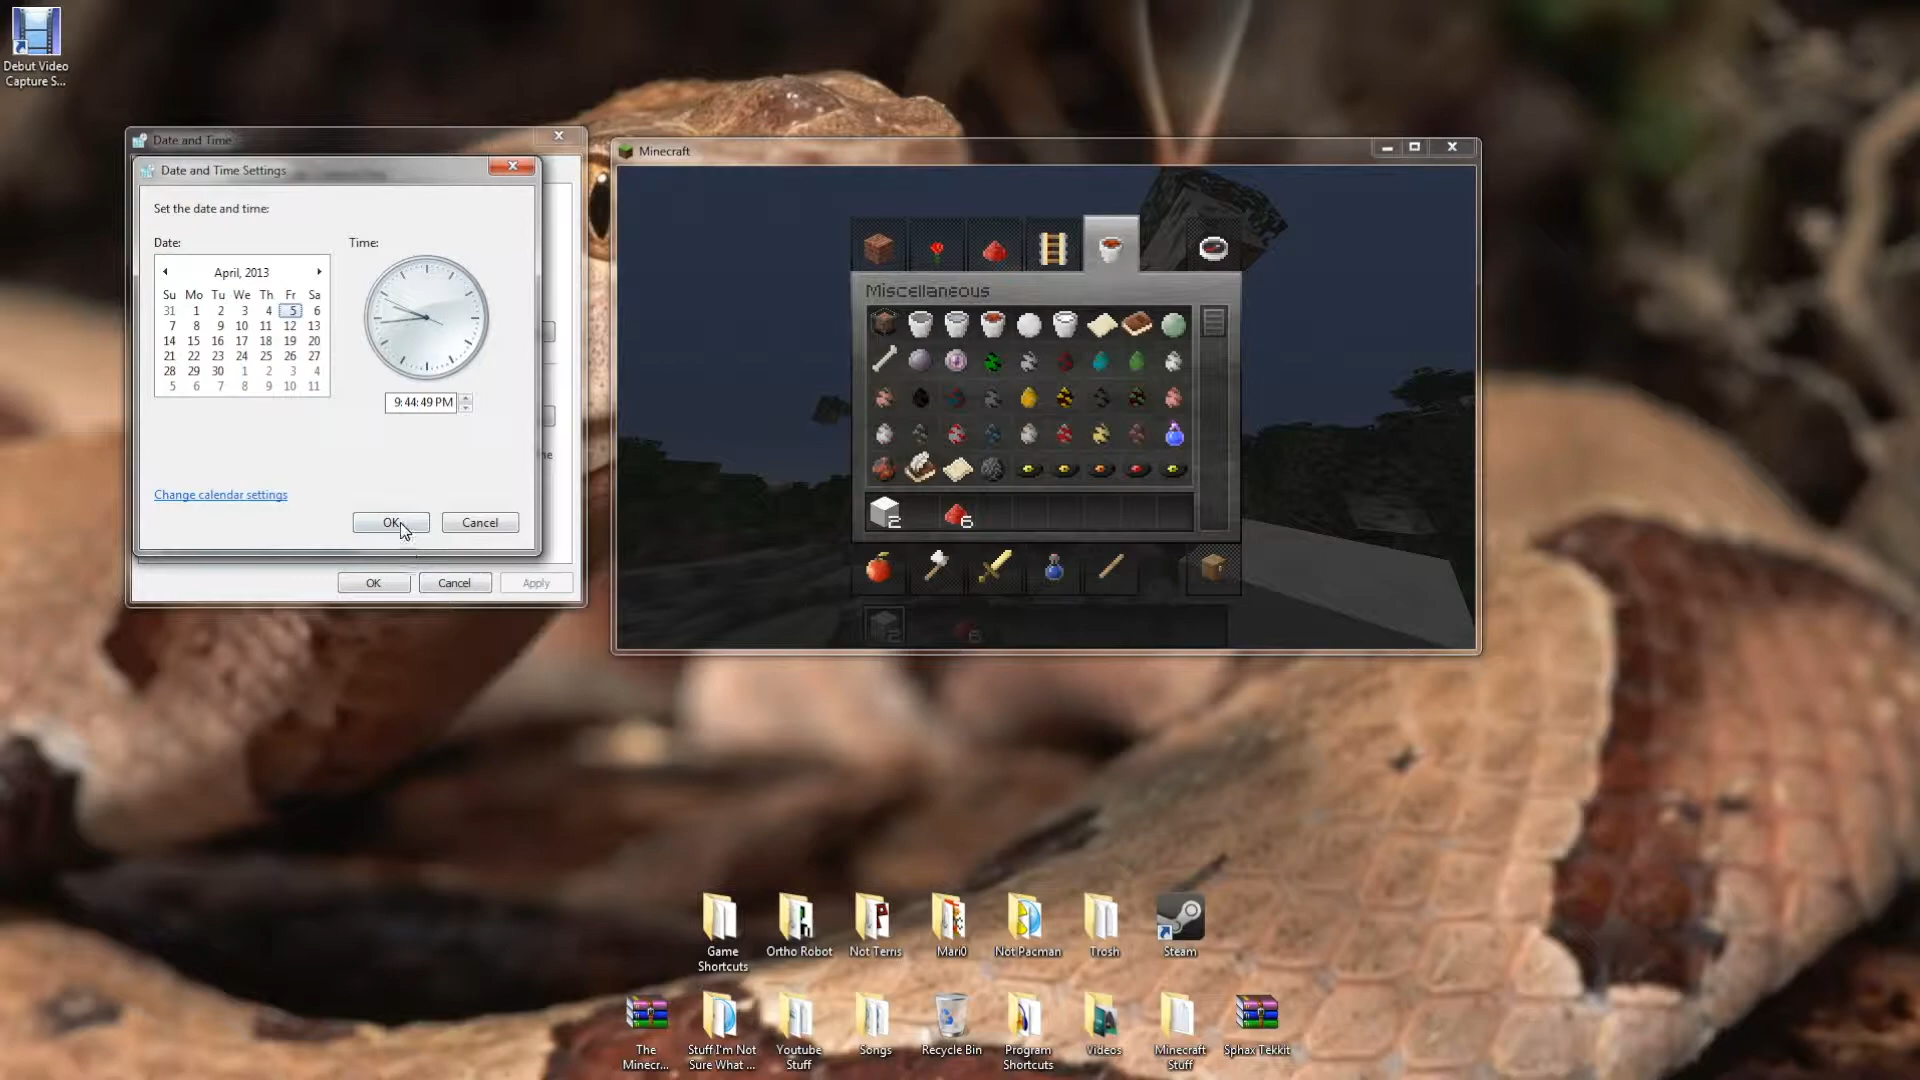 Debut Video
Capture S...
Date and Time
Date and Time Settings
Set the date and time:
Date:
Time:
April, 2013
Su Mo Tu We Th Fr Sa
31 1 2 3 4 5 6
7 8 9 10 11 12 13
14 15 16 17 18 19 20
21 22 23 24 25 26 27
28 29 30 1 2 3 4
5 6 7 8 9 10 11
9:44:49 PM
Change calendar settings
OK Cancel
OK Cancel Apply
Minecraft
Miscellaneous
2 6
2 6
Game
Shortcuts
Ortho Robot
Not Tetris
Mari0
Not Pacman
Trosh
Steam
The
Minecr...
Stuff I'm Not
Sure What ...
Youtube
Stuff
Songs
Recycle Bin
Program
Shortcuts
Videos
Minecraft
Stuff
Sphax Tekkit